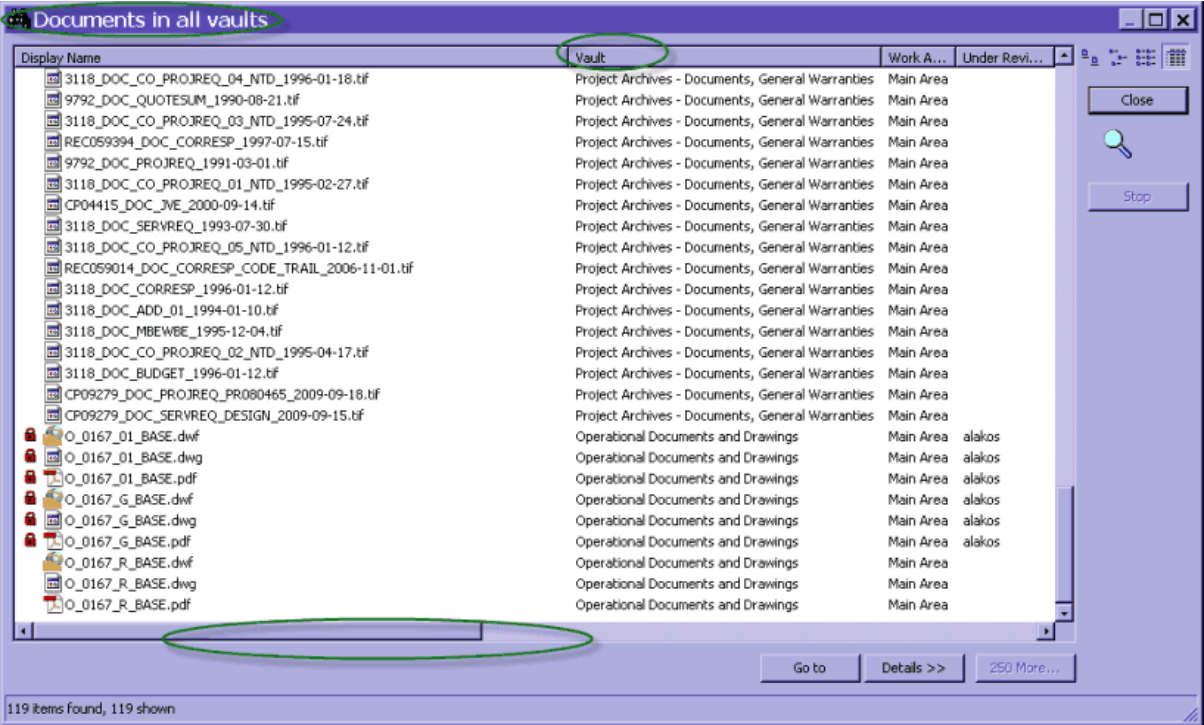 Documents in all vaults
Display Name Vault Work A... Under Revi...
3118_DOC_CO_PROJREQ_04_NTD_1996-01-18.tif Project Archives - Documents, General Warranties Main Area
9792_DOC_QUOTESUM_1990-08-21.tif Project Archives - Documents, General Warranties Main Area
Close
3118_DOC_CO_PROJREQ_03_NTD_1995-07-24.tif Project Archives - Documents, General Warranties Main Area
REC059394_DOC_CORRESP_1997-07-15.tif Project Archives - Documents, General Warranties Main Area
9792_DOC_PROJREQ_1991-03-01.tif Project Archives - Documents, General Warranties Main Area
3118_DOC_CO_PROJREQ_01_NTD_1995-02-27.tif Project Archives - Documents, General Warranties Main Area
Stop
CP04415_DOC_JVE_2000-09-14.tif Project Archives - Documents, General Warranties Main Area
3118_DOC_SERVREQ_1993-07-30.tif Project Archives - Documents, General Warranties Main Area
3118_DOC_CO_PROJREQ_05_NTD_1996-01-12.tif Project Archives - Documents, General Warranties Main Area
REC059014_DOC_CORRESP_CODE_TRAIL_2006-11-01.tif Project Archives - Documents, General Warranties Main Area
3118_DOC_CORRESP_1996-01-12.tif Project Archives - Documents, General Warranties Main Area
3118_DOC_ADD_01_1994-01-10.tif Project Archives - Documents, General Warranties Main Area
3118_DOC_MBEWBE_1995-12-04.tif Project Archives - Documents, General Warranties Main Area
3118_DOC_CO_PROJREQ_02_NTD_1995-04-17.tif Project Archives - Documents, General Warranties Main Area
3118_DOC_BUDGET_1996-01-12.tif Project Archives - Documents, General Warranties Main Area
CP09279_DOC_PROJREQ_PR080465_2009-09-18.tif Project Archives - Documents, General Warranties Main Area
CP09279_DOC_SERVREQ_DESIGN_2009-09-15.tif Project Archives - Documents, General Warranties Main Area
O_0167_01_BASE.dwf Operational Documents and Drawings Main Area alakos
O_0167_01_BASE.dwg Operational Documents and Drawings Main Area alakos
O_0167_01_BASE.pdf Operational Documents and Drawings Main Area alakos
O_0167_G_BASE.dwf Operational Documents and Drawings Main Area alakos
O_0167_G_BASE.dwg Operational Documents and Drawings Main Area alakos
O_0167_G_BASE.pdf Operational Documents and Drawings Main Area alakos
O_0167_R_BASE.dwf Operational Documents and Drawings Main Area
O_0167_R_BASE.dwg Operational Documents and Drawings Main Area
O_0167_R_BASE.pdf Operational Documents and Drawings Main Area
Go to Details >> 250 More...
119 items found, 119 shown